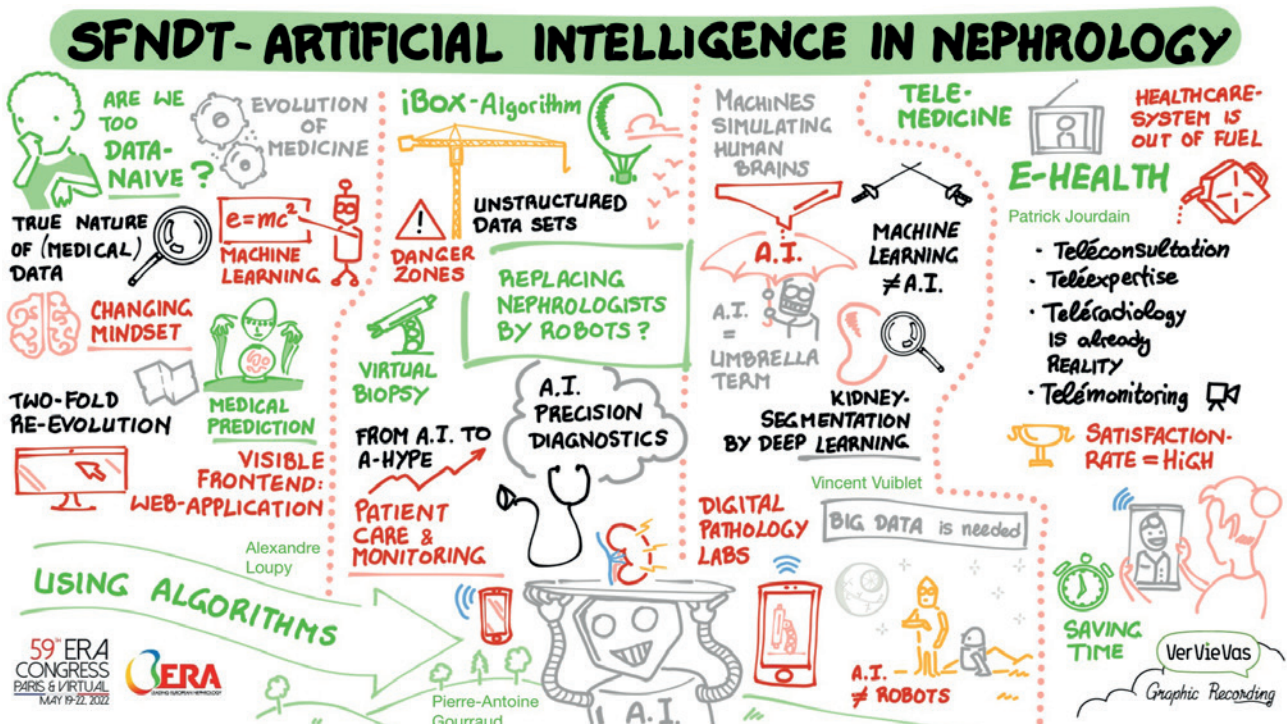 SFNDT- ARTIFICIAL INTELLIGENCE IN NEPHROLOGY
ARE WE
TOO
DATA-
NAIVE?
EVOLUTION
OF
MEDICINE
TRUE NATURE
OF (MEDICAL)
DATA
e=mc²
MACHINE
LEARNING
CHANGING
MINDSET
TWO-FOLD
RE-EVOLUTION
MEDICAL
PREDICTION
VISIBLE
FRONTEND:
WEB-APPLICATION
Alexandre
Loupy
USING ALGORITHMS
59TH ERA
CONGRESS
PARIS & VIRTUAL
MAY 19-22, 2022
ERA
LEADING EUROPEAN NEPHROLOGY
iBox-Algorithm
!
DANGER
ZONES
UNSTRUCTURED
DATA SETS
REPLACING
NEPHROLOGISTS
BY ROBOTS?
VIRTUAL
BIOPSY
A.I.
PRECISION
DIAGNOSTICS
FROM A.I. TO
A-HYPE
PATIENT
CARE &
MONITORING
Pierre-Antoine
Gourraud
A.I.
MACHINES
SIMULATING
HUMAN
BRAINS
A.I.
A.I.
=
UMBRELLA
TERM
MACHINE
LEARNING
≠ A.I.
KIDNEY-
SEGMENTATION
BY DEEP LEARNING
Vincent Vuiblet
DIGITAL
PATHOLOGY
LABS
BIG DATA is needed
A.I.
≠ ROBOTS
TELE-
MEDICINE
HEALTHCARE-
SYSTEM IS
OUT OF FUEL
E-HEALTH
Patrick Jourdain
· Teléconsultation
· Teléexpertise
· Teléradiology
IS already
REALITY
· Telémonitoring
SATISFACTION-
RATE = HIGH
SAVING
TIME
VerVieVas
Graphic Recording